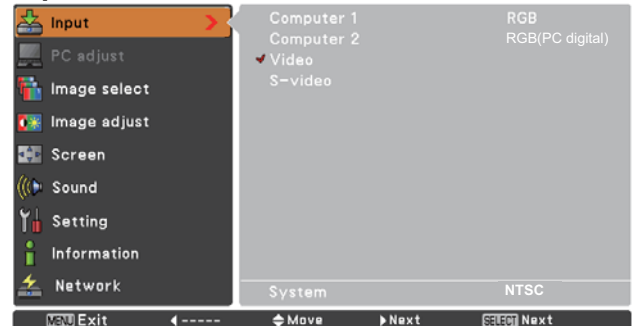 Input
PC adjust
Image select
Image adjust
Screen
Sound
Setting
Information
Network
Computer 1 RGB
Computer 2 RGB(PC digital)
Video
S-video
System NTSC
MENU Exit ----- Move Next SELECT Next